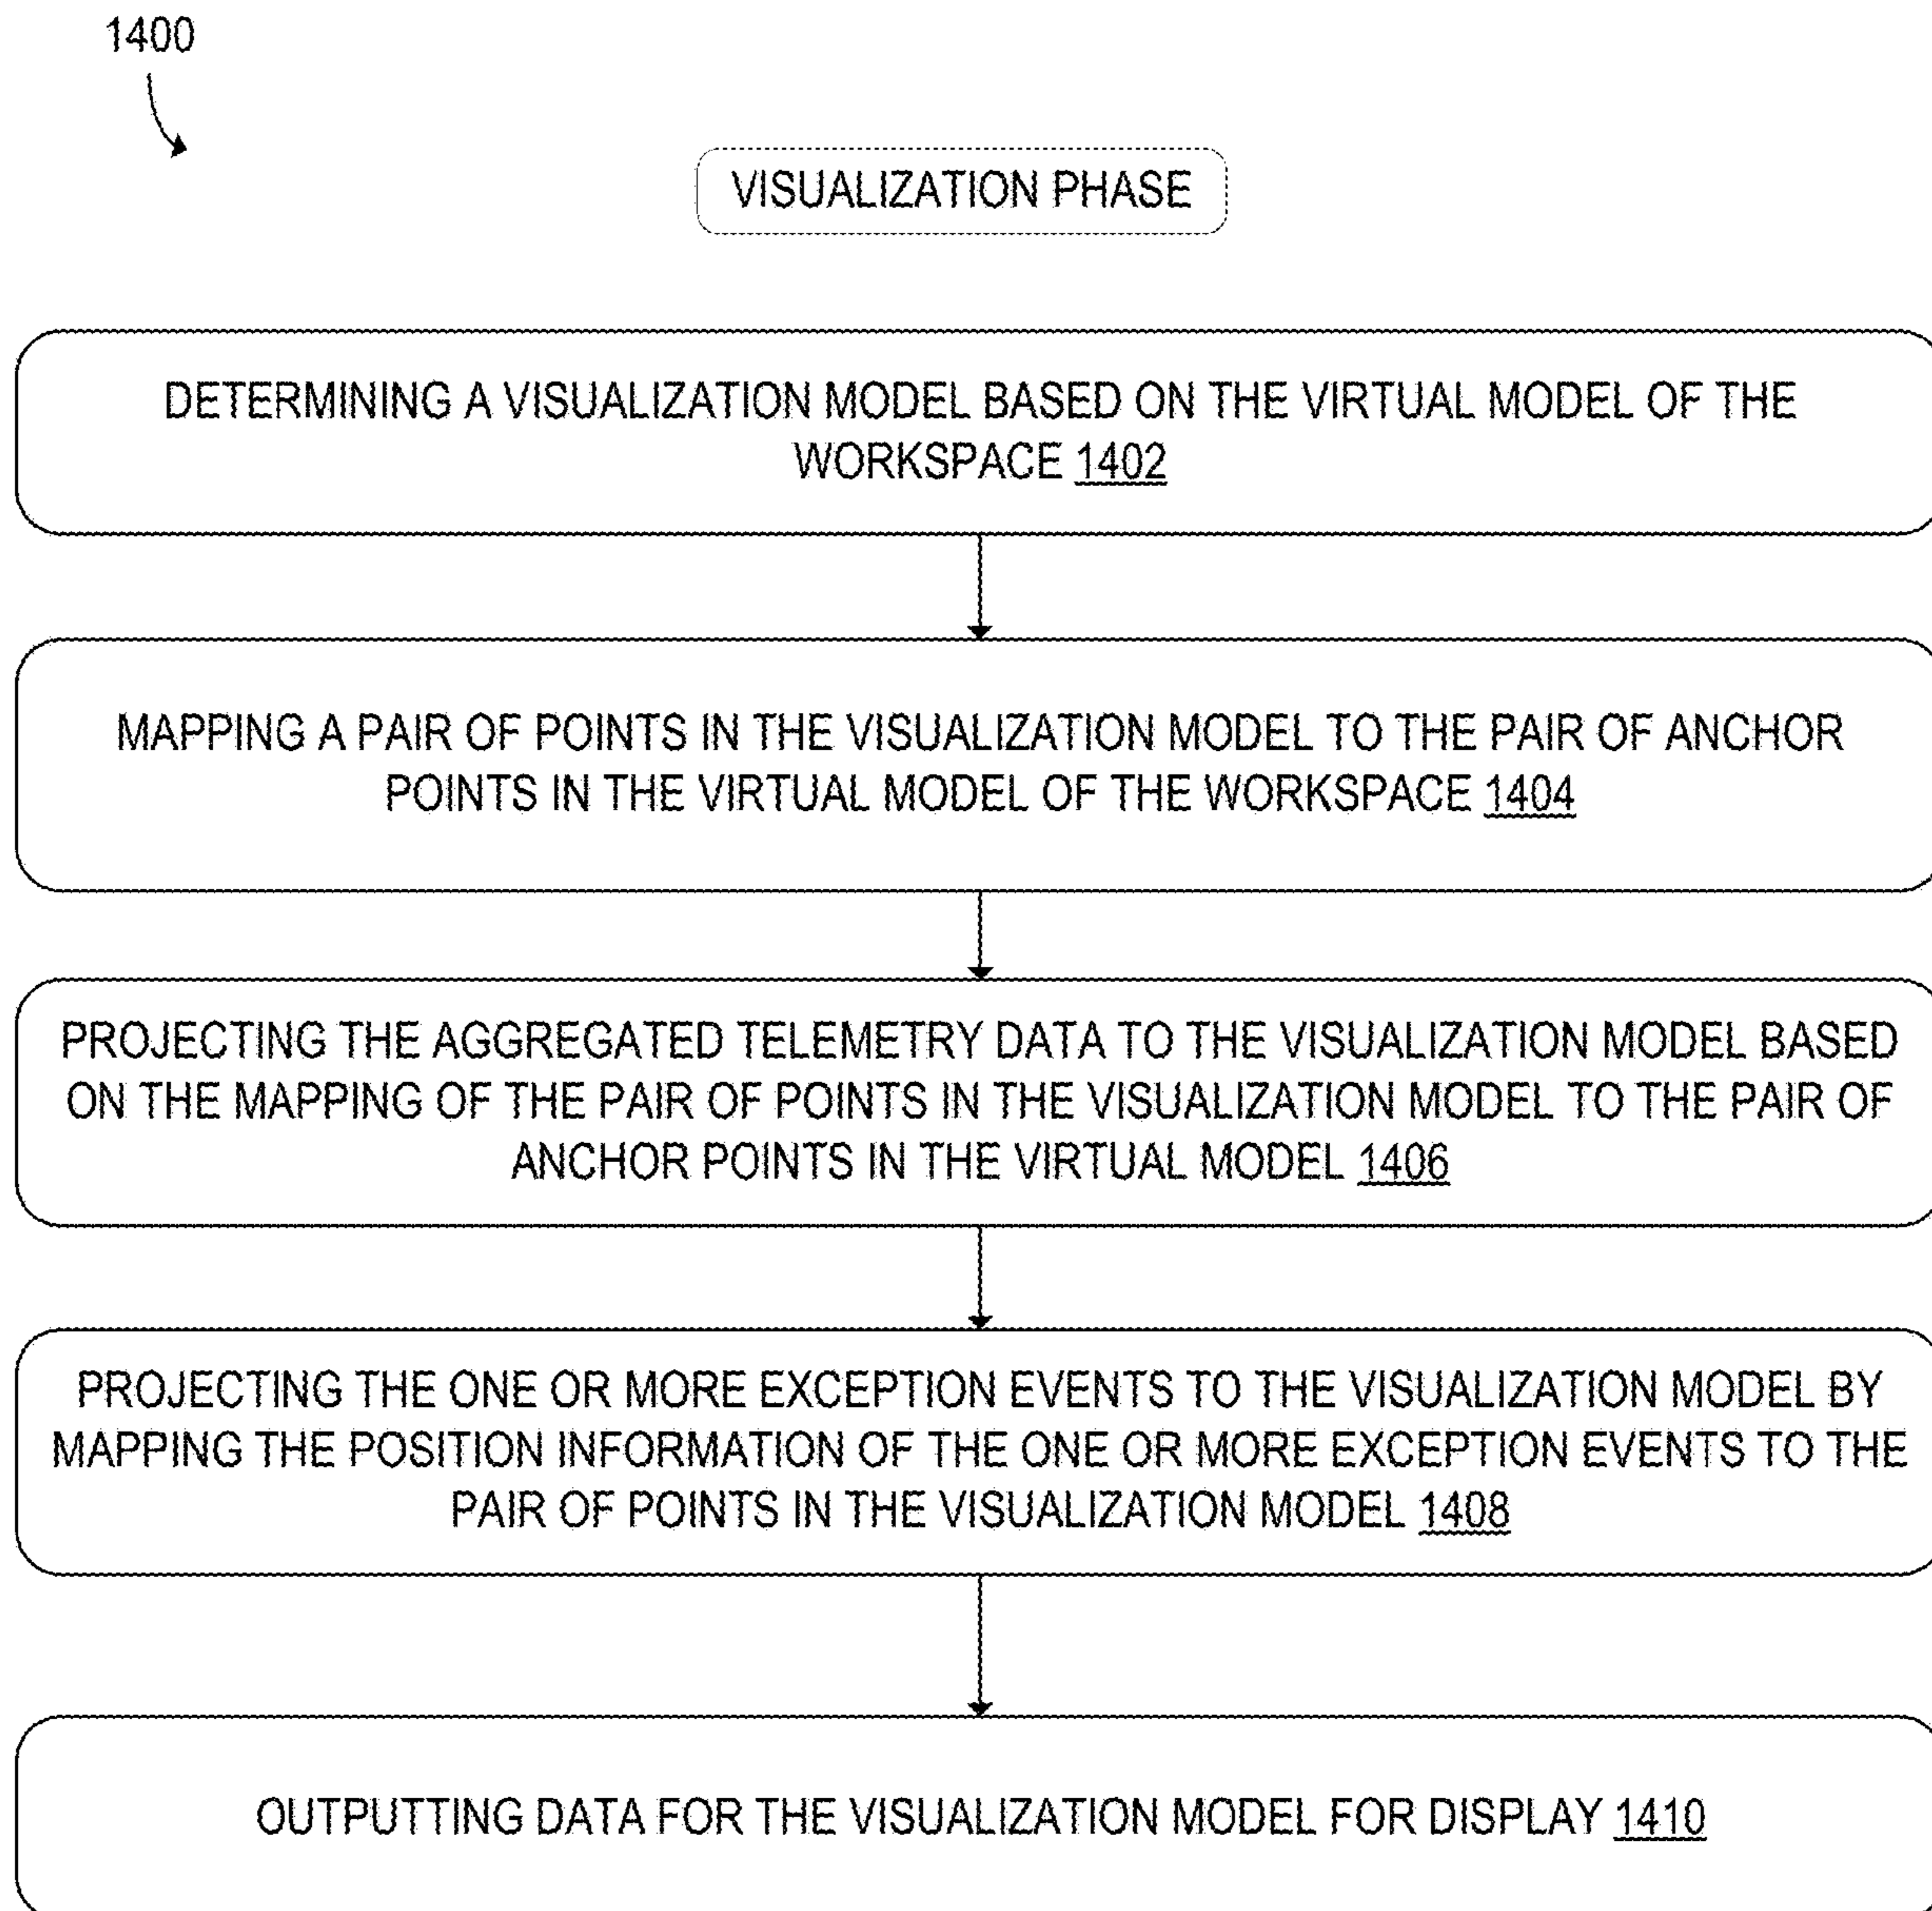 1400
VISUALIZATION PHASE
DETERMINING A VISUALIZATION MODEL BASED ON THE VIRTUAL MODEL OF THE
WORKSPACE 1402
MAPPING A PAIR OF POINTS IN THE VISUALIZATION MODEL TO THE PAIR OF ANCHOR
POINTS IN THE VIRTUAL MODEL OF THE WORKSPACE 1404
PROJECTING THE AGGREGATED TELEMETRY DATA TO THE VISUALIZATION MODEL BASED
ON THE MAPPING OF THE PAIR OF POINTS IN THE VISUALIZATION MODEL TO THE PAIR OF
ANCHOR POINTS IN THE VIRTUAL MODEL 1406
PROJECTING THE ONE OR MORE EXCEPTION EVENTS TO THE VISUALIZATION MODEL BY
MAPPING THE POSITION INFORMATION OF THE ONE OR MORE EXCEPTION EVENTS TO THE
PAIR OF POINTS IN THE VISUALIZATION MODEL 1408
OUTPUTTING DATA FOR THE VISUALIZATION MODEL FOR DISPLAY 1410